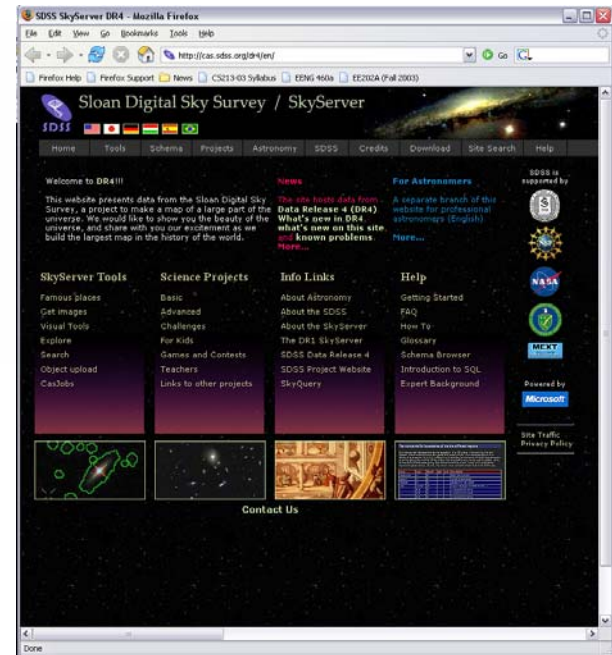 SDSS SkyServer DR4 - Mozilla Firefox
File Edit View Go Bookmarks Tools Help
http://cas.sdss.org/dr4/en/ Go
Firefox Help Firefox Support News CS213-03 Syllabus EENG 460a EE202A (Fall 2003)
Sloan Digital Sky Survey / SkyServer
SDSS
Home Tools Schema Projects Astronomy SDSS Credits Download Site Search Help
Welcome to DR4!!!
This website presents data from the Sloan Digital Sky
Survey, a project to make a map of a large part of the
universe. We would like to show you the beauty of the
universe, and share with you our excitement as we
build the largest map in the history of the world.
News
The site hosts data from
Data Release 4 (DR4)
What's new in DR4,
what's new on this site,
and known problems.
More...
For Astronomers
A separate branch of this
website for professional
astronomers (English)
More...
SDSS is
supported by
NASA
MEXT
Powered by
Microsoft
Site Traffic
Privacy Policy
SkyServer Tools
Famous places
Get images
Visual Tools
Explore
Search
Object upload
CasJobs
Science Projects
Basic
Advanced
Challenges
For Kids
Games and Contests
Teachers
Links to other projects
Info Links
About Astronomy
About the SDSS
About the SkyServer
The DR1 SkyServer
SDSS Data Release 4
SDSS Project Website
SkyQuery
Help
Getting Started
FAQ
How To
Glossary
Schema Browser
Introduction to SQL
Expert Background
Contact Us
Done